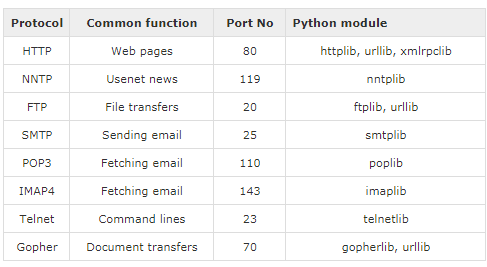 Protocol Common function Port No Python module
HTTP Web pages 80 httplib, urllib, xmlrpclib
NNTP Usenet news 119 nntplib
FTP File transfers 20 ftplib, urllib
SMTP Sending email 25 smtplib
POP3 Fetching email 110 poplib
IMAP4 Fetching email 143 imaplib
Telnet Command lines 23 telnetlib
Gopher Document transfers 70 gopherlib, urllib